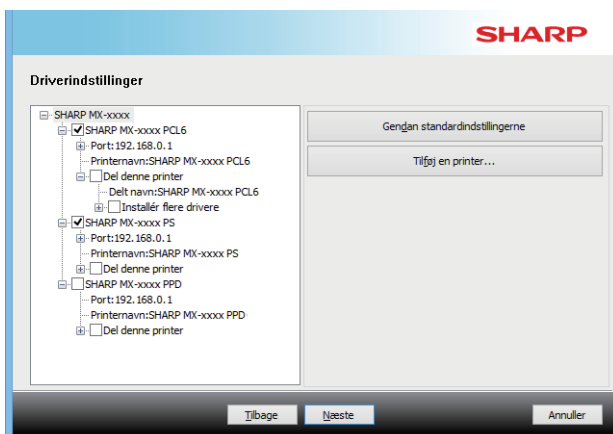 SHARP
Driverindstillinger
SHARP MX-xxxx
SHARP MX-xxxx PCL6
Port:192.168.0.1
Printernavn:SHARP MX-xxxx PCL6
Del denne printer
Delt navn:SHARP MX-xxxx PCL6
Installér flere drivere
SHARP MX-xxxx PS
Port:192.168.0.1
Printernavn:SHARP MX-xxxx PS
Del denne printer
SHARP MX-xxxx PPD
Port:192.168.0.1
Printernavn:SHARP MX-xxxx PPD
Del denne printer
Gendan standardindstillingerne
Tilføj en printer...
Tilbage
Næste
Annuller